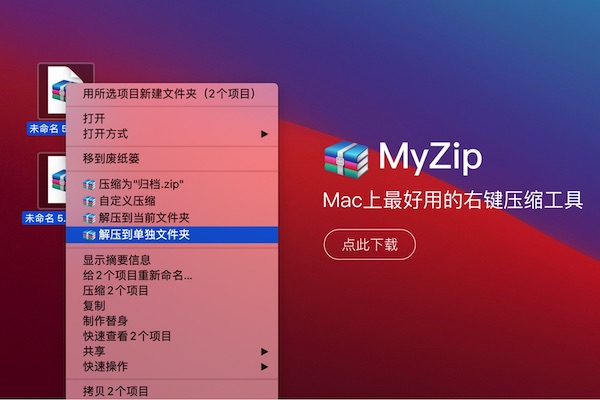 未命名 5
未命名 5.
用所选项目新建文件夹（2个项目）
打开
打开方式
移到废纸篓
压缩为"归档.zip"
自定义压缩
解压到当前文件夹
解压到单独文件夹
显示摘要信息
给2个项目重新命名...
压缩2个项目
复制
制作替身
快速查看2个项目
共享
快速操作
拷贝2个项目
MyZip
Mac上最好用的右键压缩工具
点此下载